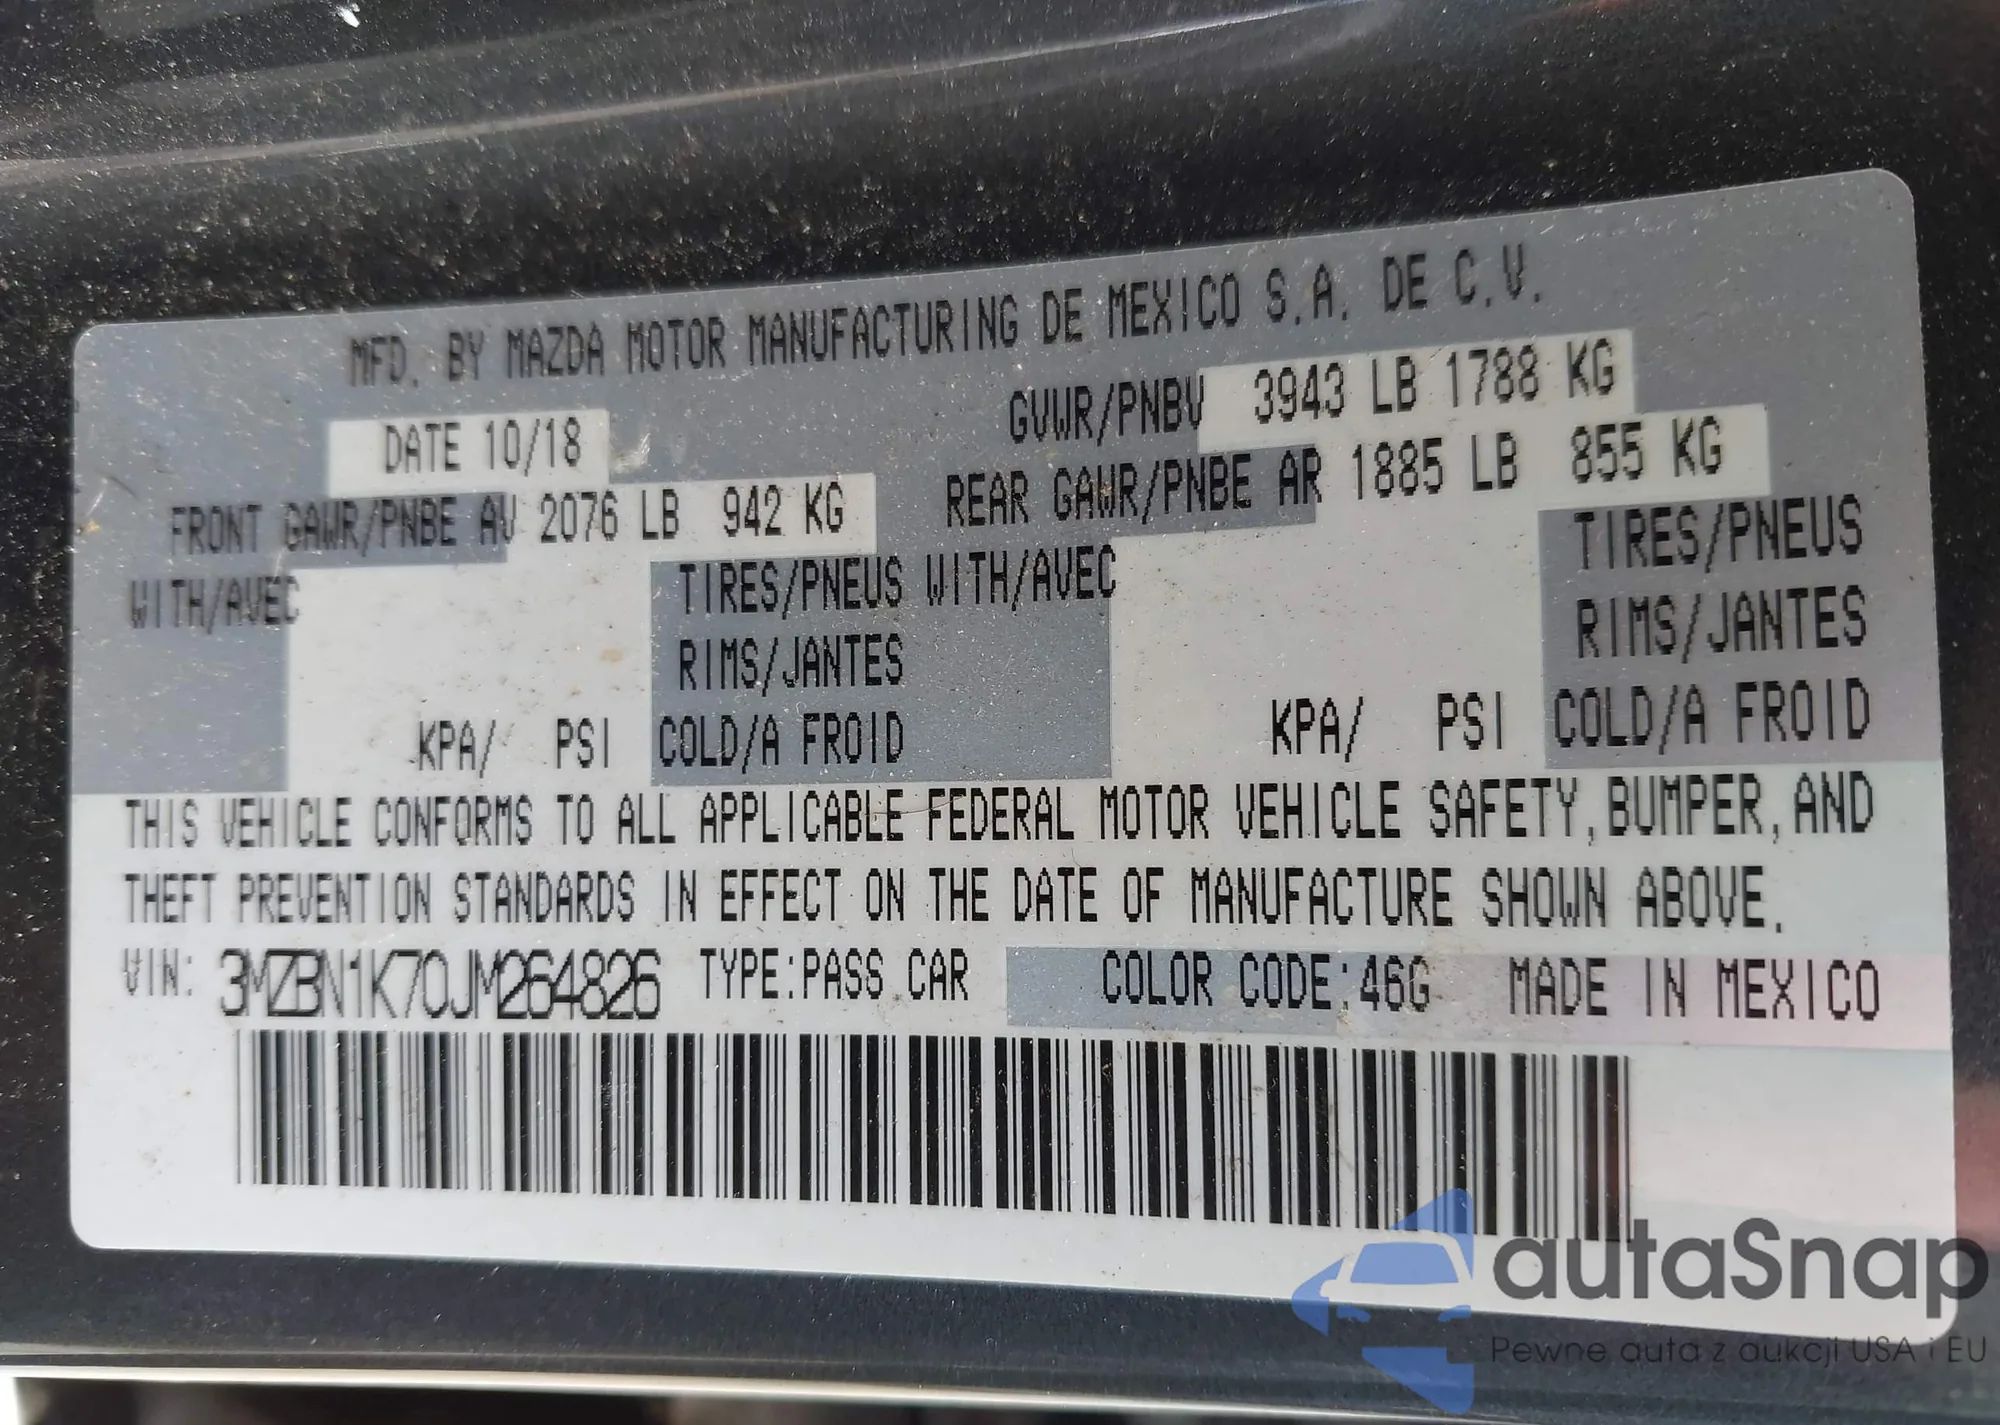 MFD. BY MAZDA MOTOR MANUFACTURING DE MEXICO S.A. DE C.V.
DATE 10/18 GVWR/PNBV 3943 LB 1788 KG
FRONT GAWR/PNBE AV 2076 LB 942 KG REAR GAWR/PNBE AR 1885 LB 855 KG
WITH/AVEC TIRES/PNEUS WITH/AVEC TIRES/PNEUS
RIMS/JANTES RIMS/JANTES
KPA/ PSI COLD/A FROID KPA/ PSI COLD/A FROID
THIS VEHICLE CONFORMS TO ALL APPLICABLE FEDERAL MOTOR VEHICLE SAFETY, BUMPER, AND
THEFT PREVENTION STANDARDS IN EFFECT ON THE DATE OF MANUFACTURE SHOWN ABOVE.
VIN: 3MZBN1K70JM264826 TYPE:PASS CAR COLOR CODE:46G MADE IN MEXICO
autaSnap
Pewne auta z aukcji USA i EU